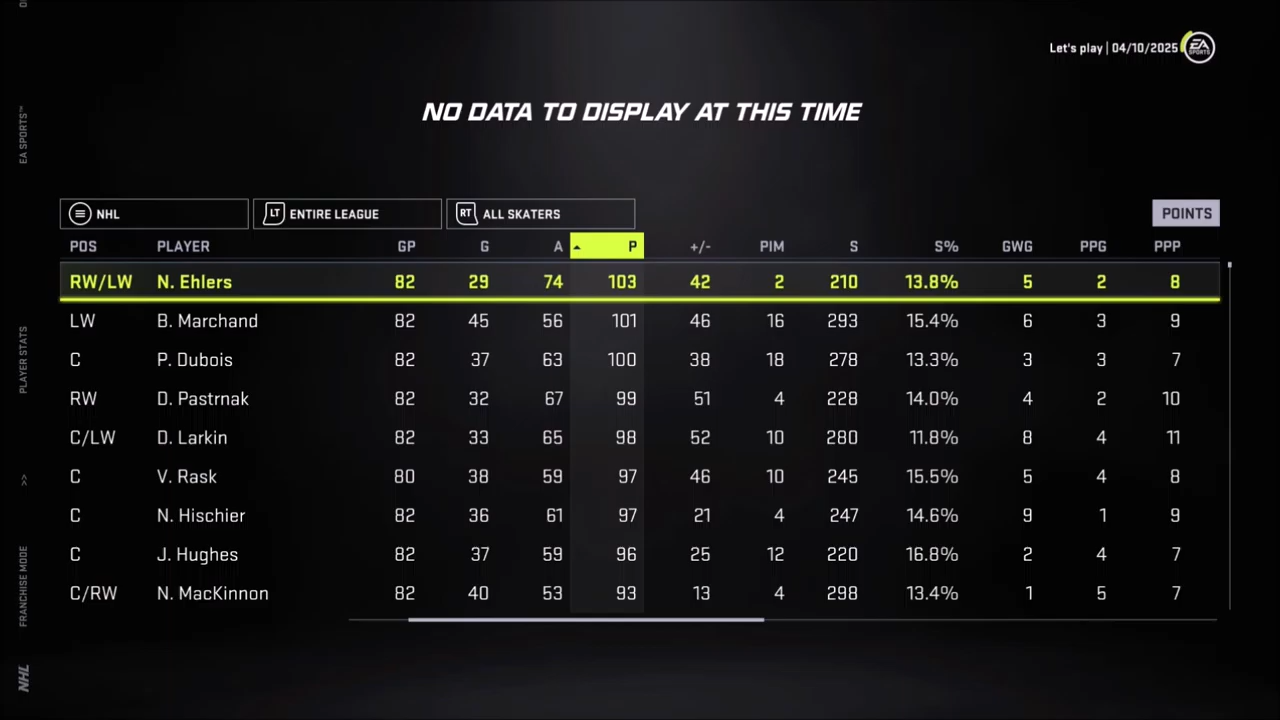 Let's play | 04/10/2025 EA SPORTS
NO DATA TO DISPLAY AT THIS TIME
NHL LT ENTIRE LEAGUE RT ALL SKATERS POINTS
POS PLAYER GP G A P +/- PIM S S% GWG PPG PPP
RW/LW N. Ehlers 82 29 74 103 42 2 210 13.8% 5 2 8
LW B. Marchand 82 45 56 101 46 16 293 15.4% 6 3 9
C P. Dubois 82 37 63 100 38 18 278 13.3% 3 3 7
RW D. Pastrnak 82 32 67 99 51 4 228 14.0% 4 2 10
C/LW D. Larkin 82 33 65 98 52 10 280 11.8% 8 4 11
C V. Rask 80 38 59 97 46 10 245 15.5% 5 4 8
C N. Hischier 82 36 61 97 21 4 247 14.6% 9 1 9
C J. Hughes 82 37 59 96 25 12 220 16.8% 2 4 7
C/RW N. MacKinnon 82 40 53 93 13 4 298 13.4% 1 5 7
NHL
FRANCHISE MODE
>>
PLAYER STATS
EA SPORTS™